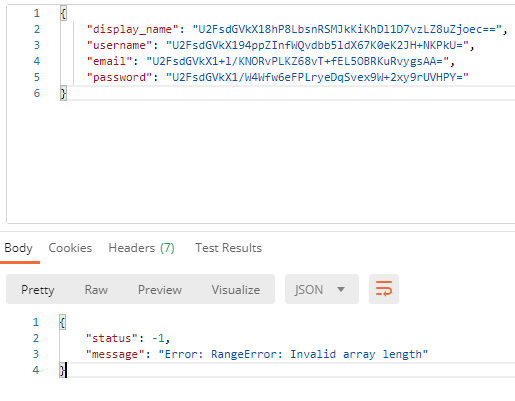 1 {
2 "display_name": "U2FsdGVkX18hP8LbsnRSMJkKiKhDl1D7vzLZ8uZjoec==",
3 "username": "U2FsdGVkX194ppZInfWQvdbb5ldX67K0eK2JH+NKPkU=",
4 "email": "U2FsdGVkX1+l/KNORvPLKZ68vT+fEL5OBRKuRvygsAA=",
5 "password": "U2FsdGVkX1/W4Wfw6eFPLryeDqSvex9W+2xy9rUVHPY="
6 }
Body Cookies Headers (7) Test Results
Pretty Raw Preview Visualize JSON
1 {
2 "status": -1,
3 "message": "Error: RangeError: Invalid array length"
4 }